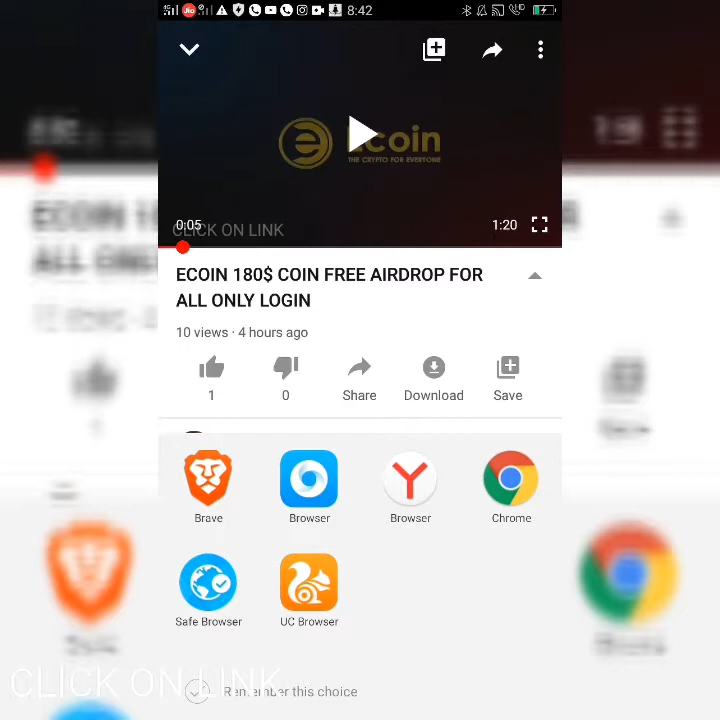 8:42
Ecoin
THE CRYPTO FOR EVERYONE
0:05
1:20
CLICK ON LINK
ECOIN 180$ COIN FREE AIRDROP FOR
ALL ONLY LOGIN
10 views · 4 hours ago
1
0
Share
Download
Save
Brave
Browser
Browser
Chrome
Safe Browser
UC Browser
CLICK ON LINK
Remember this choice